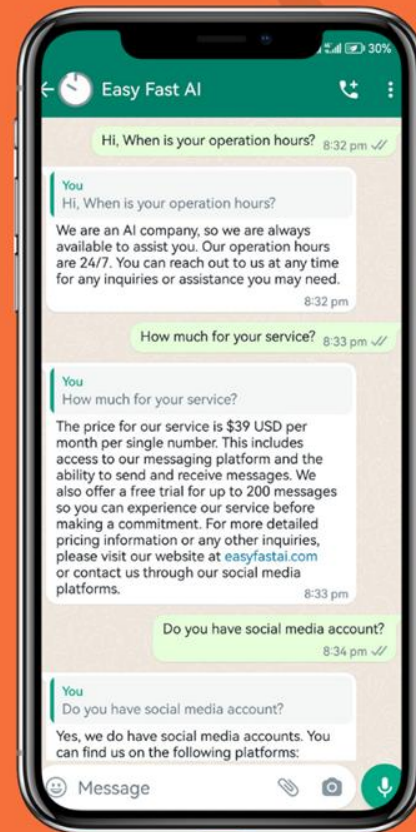 30%
Easy Fast AI
Hi, When is your operation hours? 8:32 pm
You
Hi, When is your operation hours?
We are an AI company, so we are always
available to assist you. Our operation hours
are 24/7. You can reach out to us at any time
for any inquiries or assistance you may need.
8:32 pm
How much for your service? 8:33 pm
You
How much for your service?
The price for our service is $39 USD per
month per single number. This includes
access to our messaging platform and the
ability to send and receive messages. We
also offer a free trial for up to 200 messages
so you can experience our service before
making a commitment. For more detailed
pricing information or any other inquiries,
please visit our website at easyfastai.com
or contact us through our social media
platforms. 8:33 pm
Do you have social media account?
8:34 pm
You
Do you have social media account?
Yes, we do have social media accounts. You
can find us on the following platforms:
Message